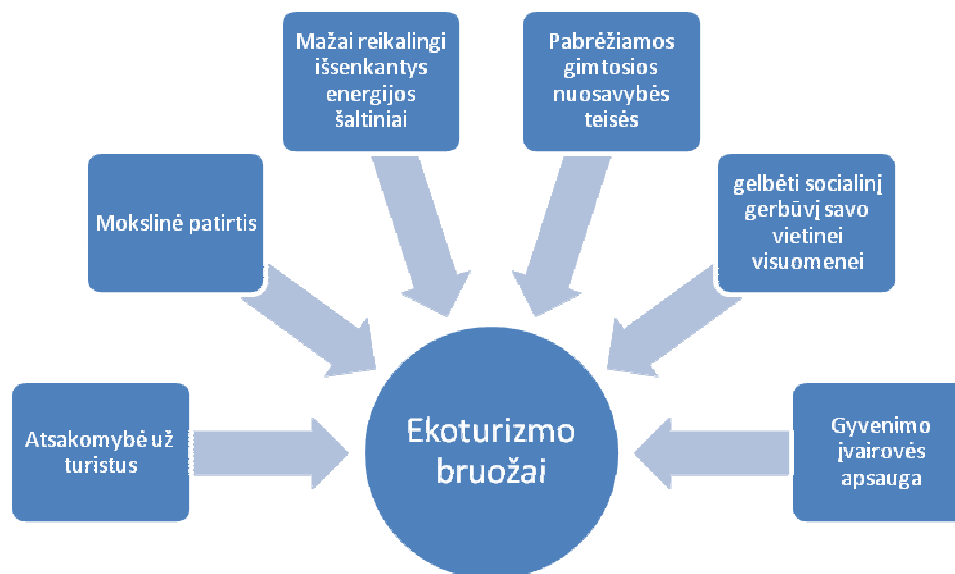 Mažai reikalingi
išsenkantys
energijos
šaltiniai
Pabrėžiamos
gimtosios
nuosavybės
teisės
Mokslinė patirtis
gelbėti socialinį
gerbūvį savo
vietinei
visuomenei
Atsakomybė už
turistus
Ekoturizmo
bruožai
Gyvenimo
įvairovės
apsauga